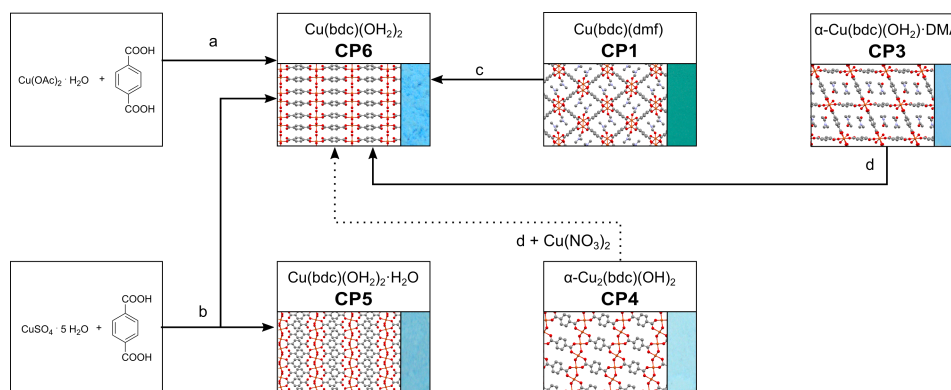 Cu(OAc)₂ · H₂O + COOH COOH
a
Cu(bdc)(OH₂)₂
CP6
c
Cu(bdc)(dmf)
CP1
α-Cu(bdc)(OH₂)·DMA
CP3
d
d + Cu(NO₃)₂
CuSO₄ · 5 H₂O + COOH COOH
b
Cu(bdc)(OH₂)₂·H₂O
CP5
α-Cu₂(bdc)(OH)₂
CP4